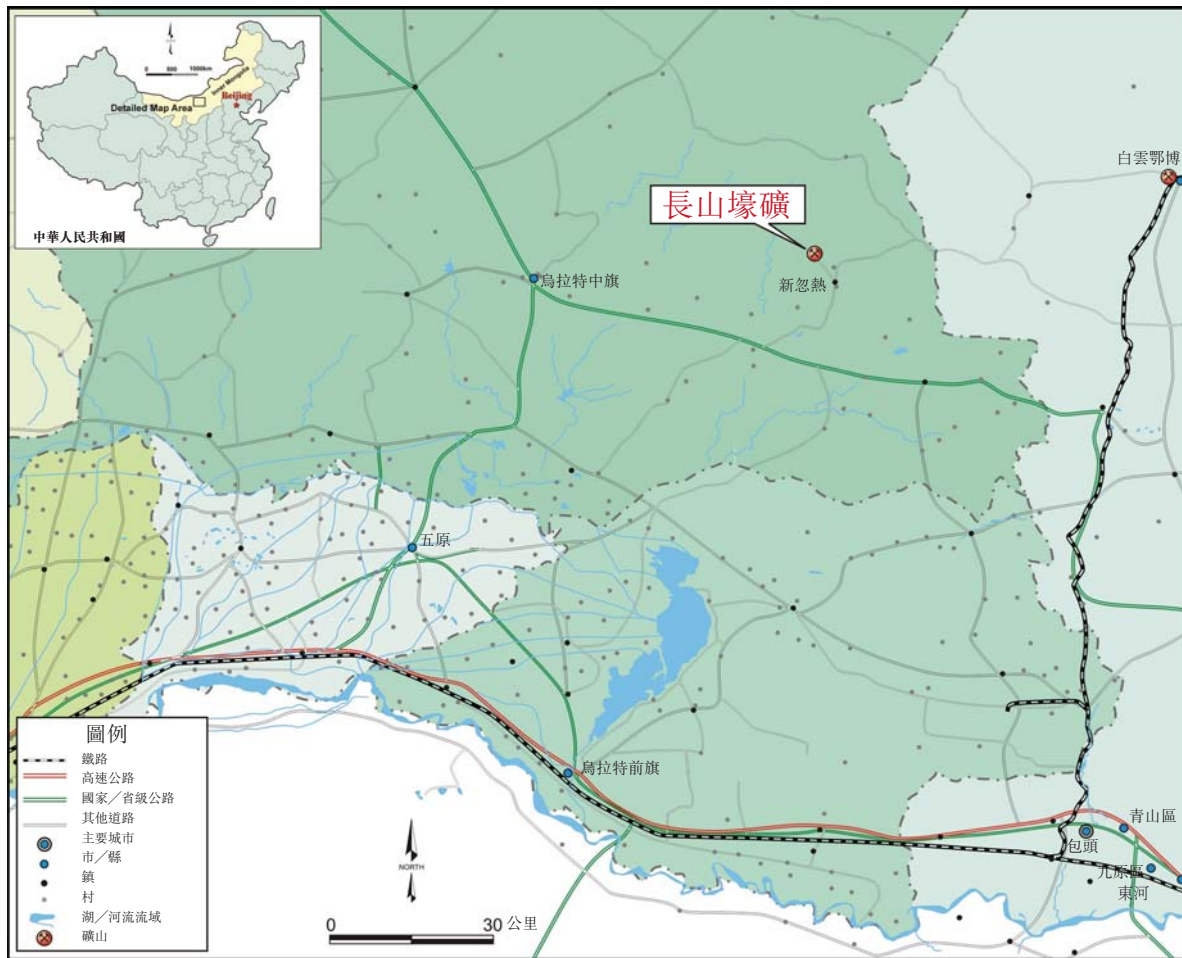 0 500 1000km
Inner Mongolia
Beijing
Detailed Map Area
中華人民共和國
白雲鄂博
長山壕礦
烏拉特中旗
新忽熱
五原
烏拉特前旗
青山區
包頭
九原區
東河
圖例
鐵路
高速公路
國家／省級公路
其他道路
主要城市
市／縣
鎮
村
湖／河流流域
礦山
NORTH
0 30 公里